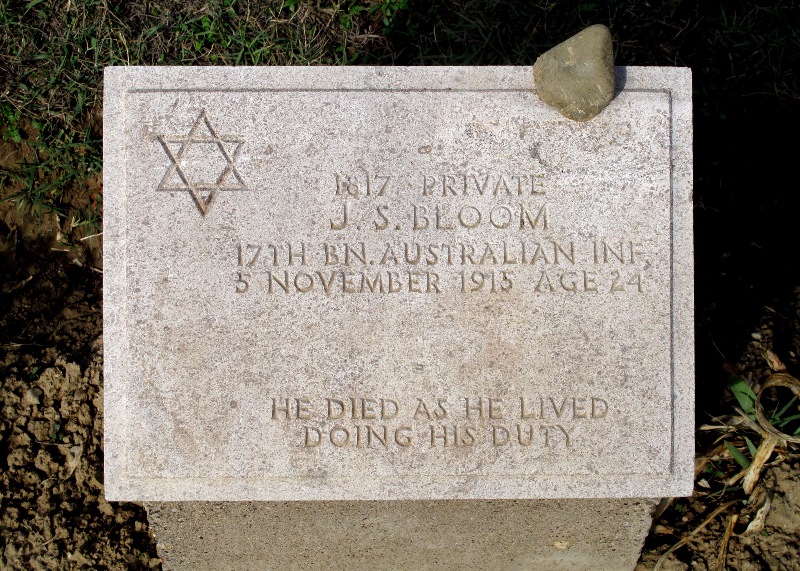 PRIVATE
J. S. BLOOM
17TH BN. AUSTRALIAN INF.
5 NOVEMBER 1915 AGE 24
HE DIED AS HE LIVED
DOING HIS DUTY